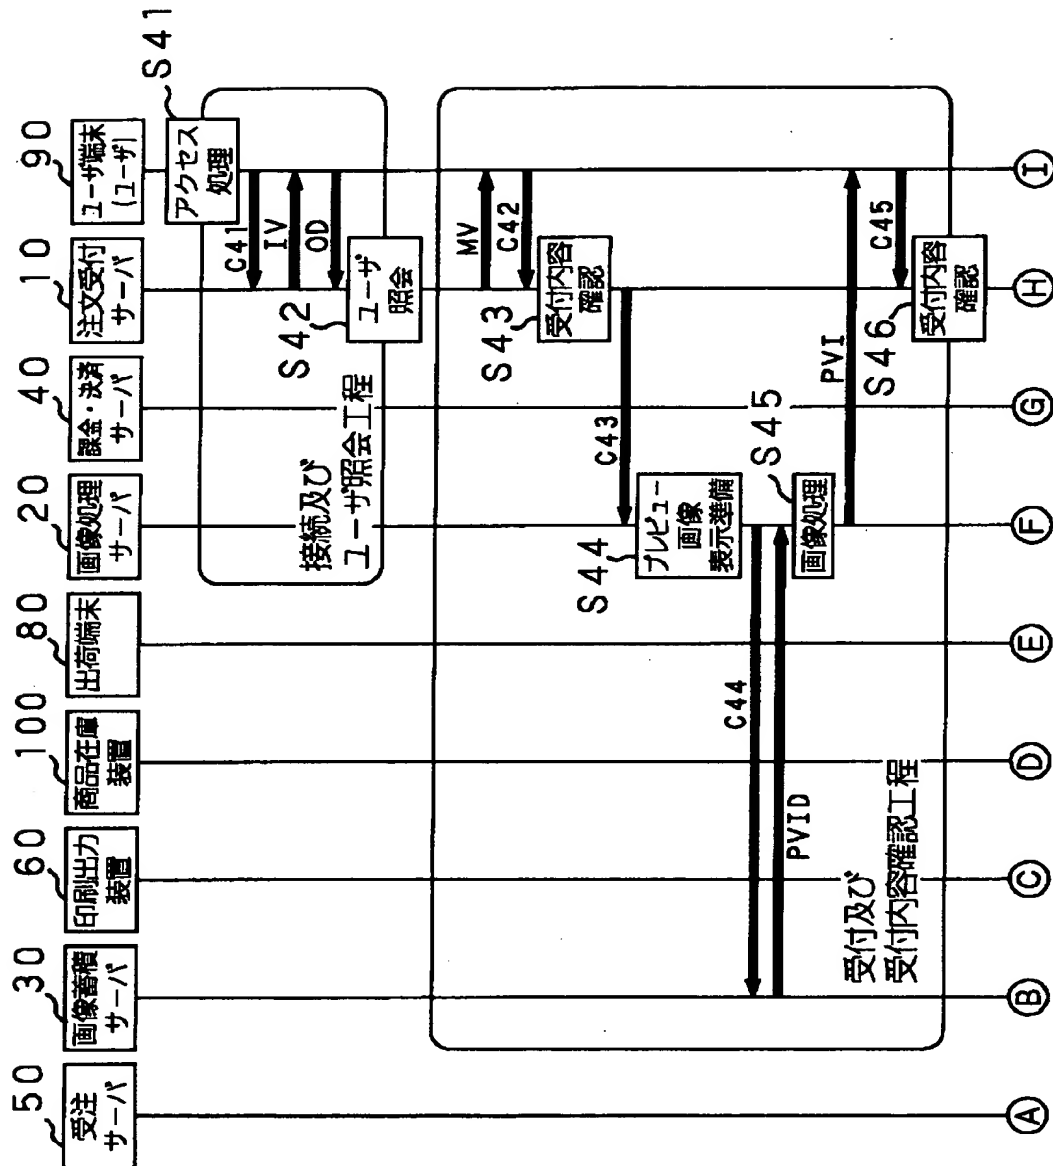 50
受注
サーバ
30
画像蓄積
サーバ
60
印刷出力
装置
100
商品在庫
装置
80
出荷端末
20
画像処理
サーバ
40
課金・決済
サーバ
10
注文受付
サーバ
90
ユーザ端末
(ユーザ)
S41
アクセス
処理
C41
IV
OD
S42
ユーザ
照会
接続及び
ユーザ照会工程
MV
C42
S43
受付内容
確認
C43
S44
プレビュー
画像
表示準備
C44
PVID
S45
画像処理
PVI
C45
S46
受付内容
確認
受付及び
受付内容確認工程
A
B
C
D
E
F
G
H
I